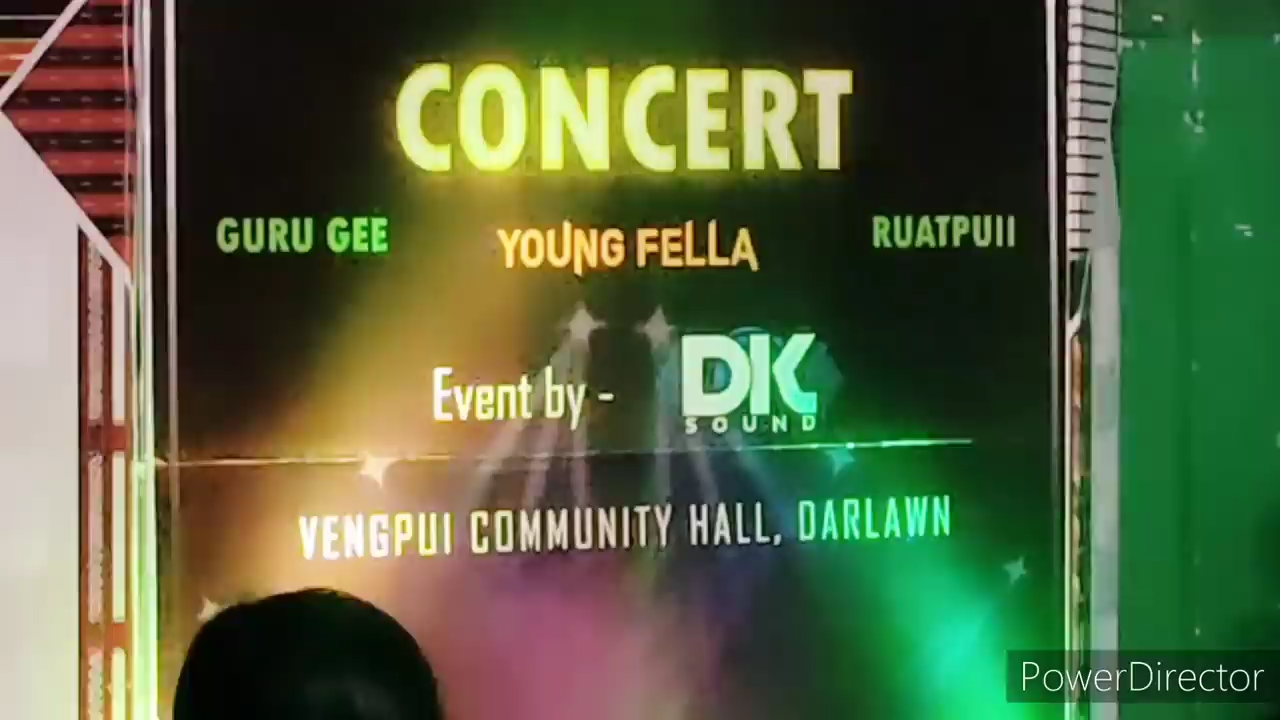 CONCERT
GURU GEE YOUNG FELLA RUATPUII
Event by - DK
SOUND
VENGPUI COMMUNITY HALL, DARLAWN
PowerDirector